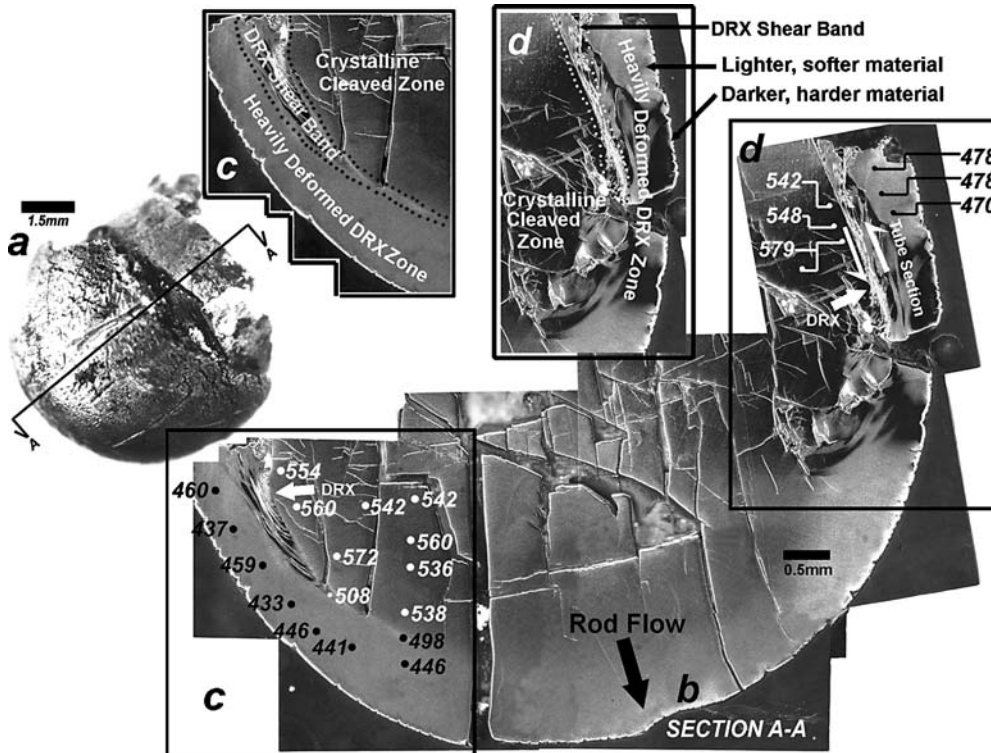 DRX Shear Band
Crystalline
Cleaved Zone
Heavily Deformed DRX Zone
c
d
Heavily Deformed DRX Zone
Crystalline
Cleaved
Zone
DRX Shear Band
Lighter, softer material
Darker, harder material
1.5mm
a
A
A
d
542
548
579
478
478
470
Tube Section
DRX
554
DRX
560
542
542
460
437
459
433
446
441
572
508
560
536
538
498
446
0.5mm
Rod Flow
c
b
SECTION A-A